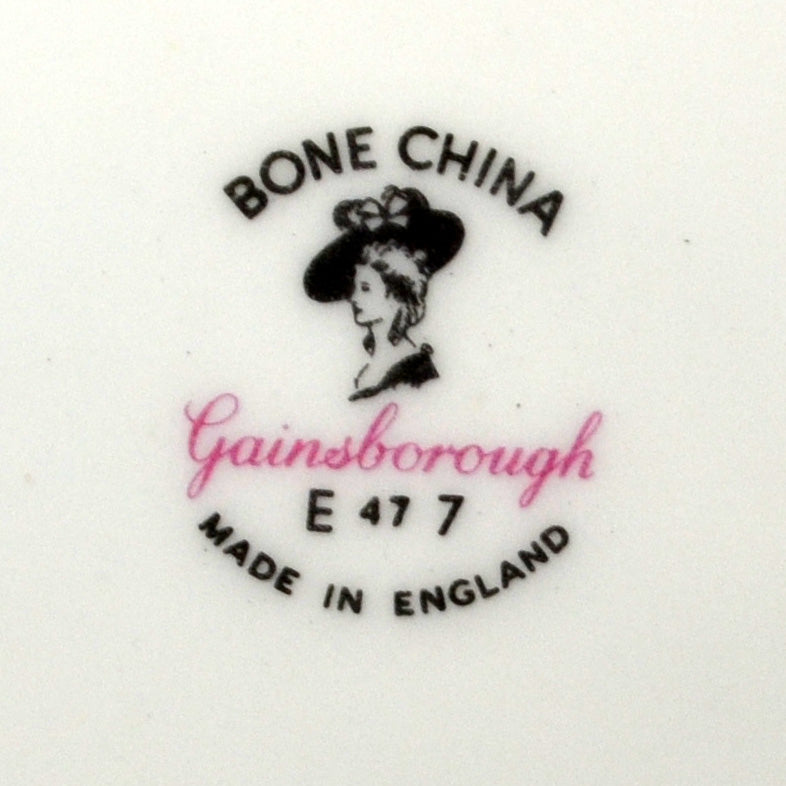 BONE CHINA
Gainsborough
E 47 7
MADE IN ENGLAND